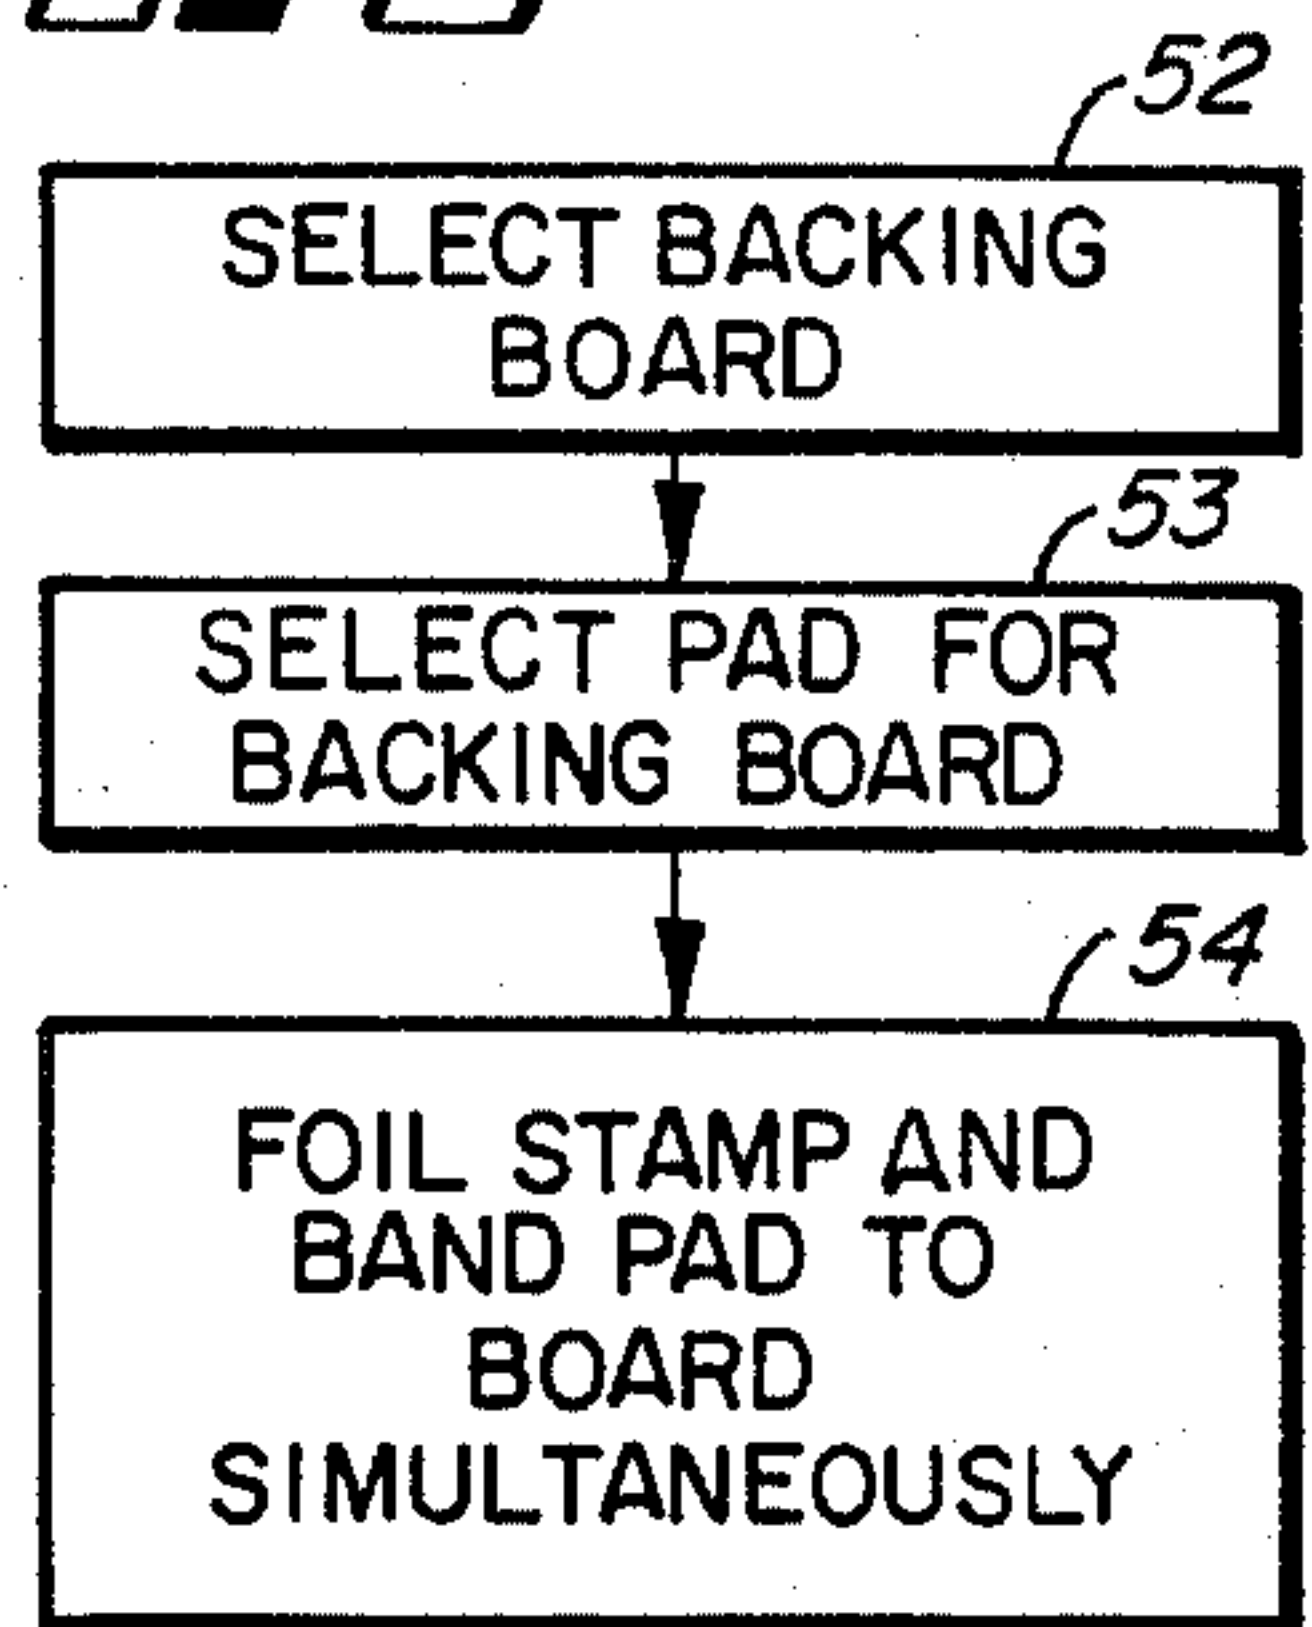 52
SELECT BACKING
BOARD
53
SELECT PAD FOR
BACKING BOARD
54
FOIL STAMP AND
BAND PAD TO
BOARD
SIMULTANEOUSLY